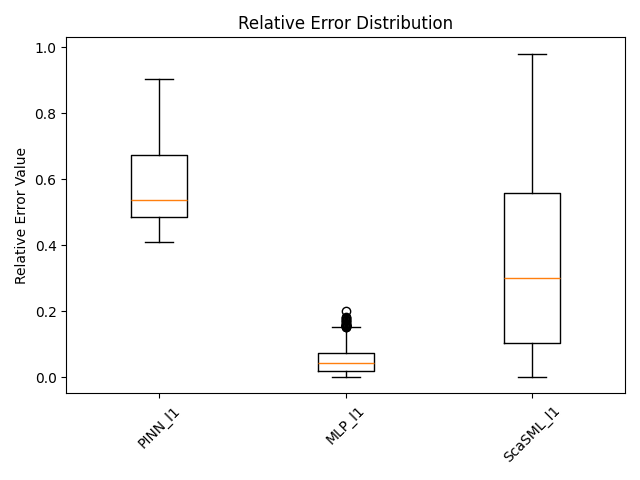 Relative Error Distribution
Relative Error Value
1.0
0.8
0.6
0.4
0.2
0.0
PINN_l1
MLP_l1
ScaSML_l1